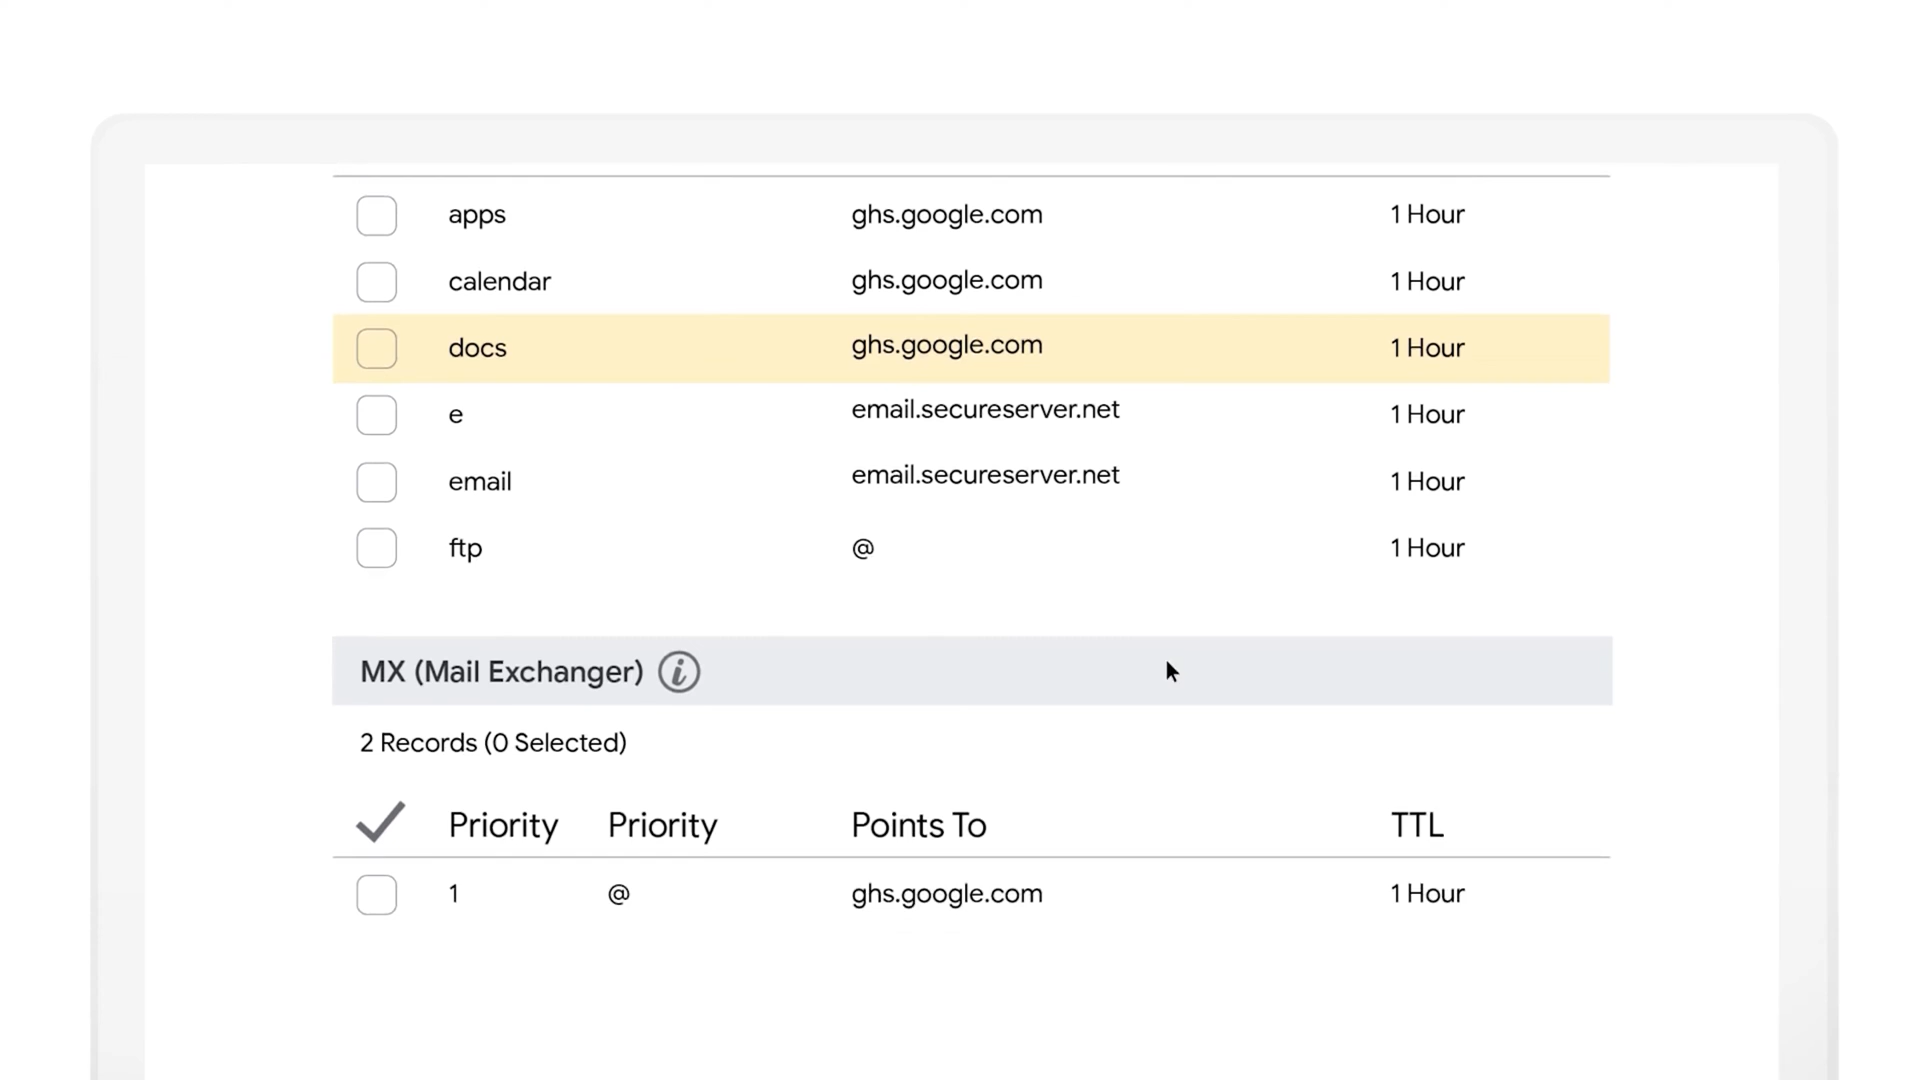 apps ghs.google.com 1 Hour
calendar ghs.google.com 1 Hour
docs ghs.google.com 1 Hour
e email.secureserver.net 1 Hour
email email.secureserver.net 1 Hour
ftp @ 1 Hour
MX (Mail Exchanger) i
2 Records (0 Selected)
Priority Priority Points To TTL
1 @ ghs.google.com 1 Hour